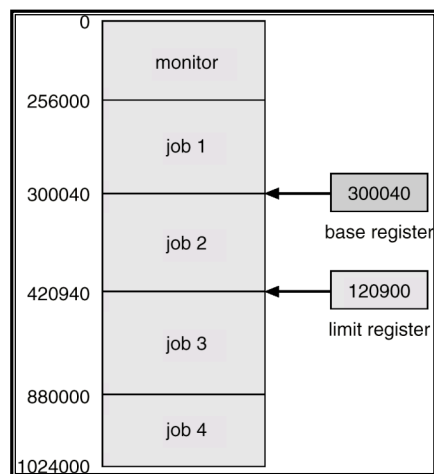 0
monitor
256000
job 1
300040
300040
base register
job 2
420940
120900
limit register
job 3
880000
job 4
1024000